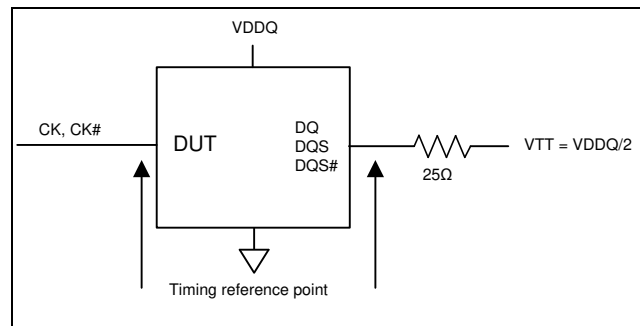 VDDQ
CK, CK#
DUT
DQ
DQS
DQS#
VTT = VDDQ/2
25Ω
Timing reference point